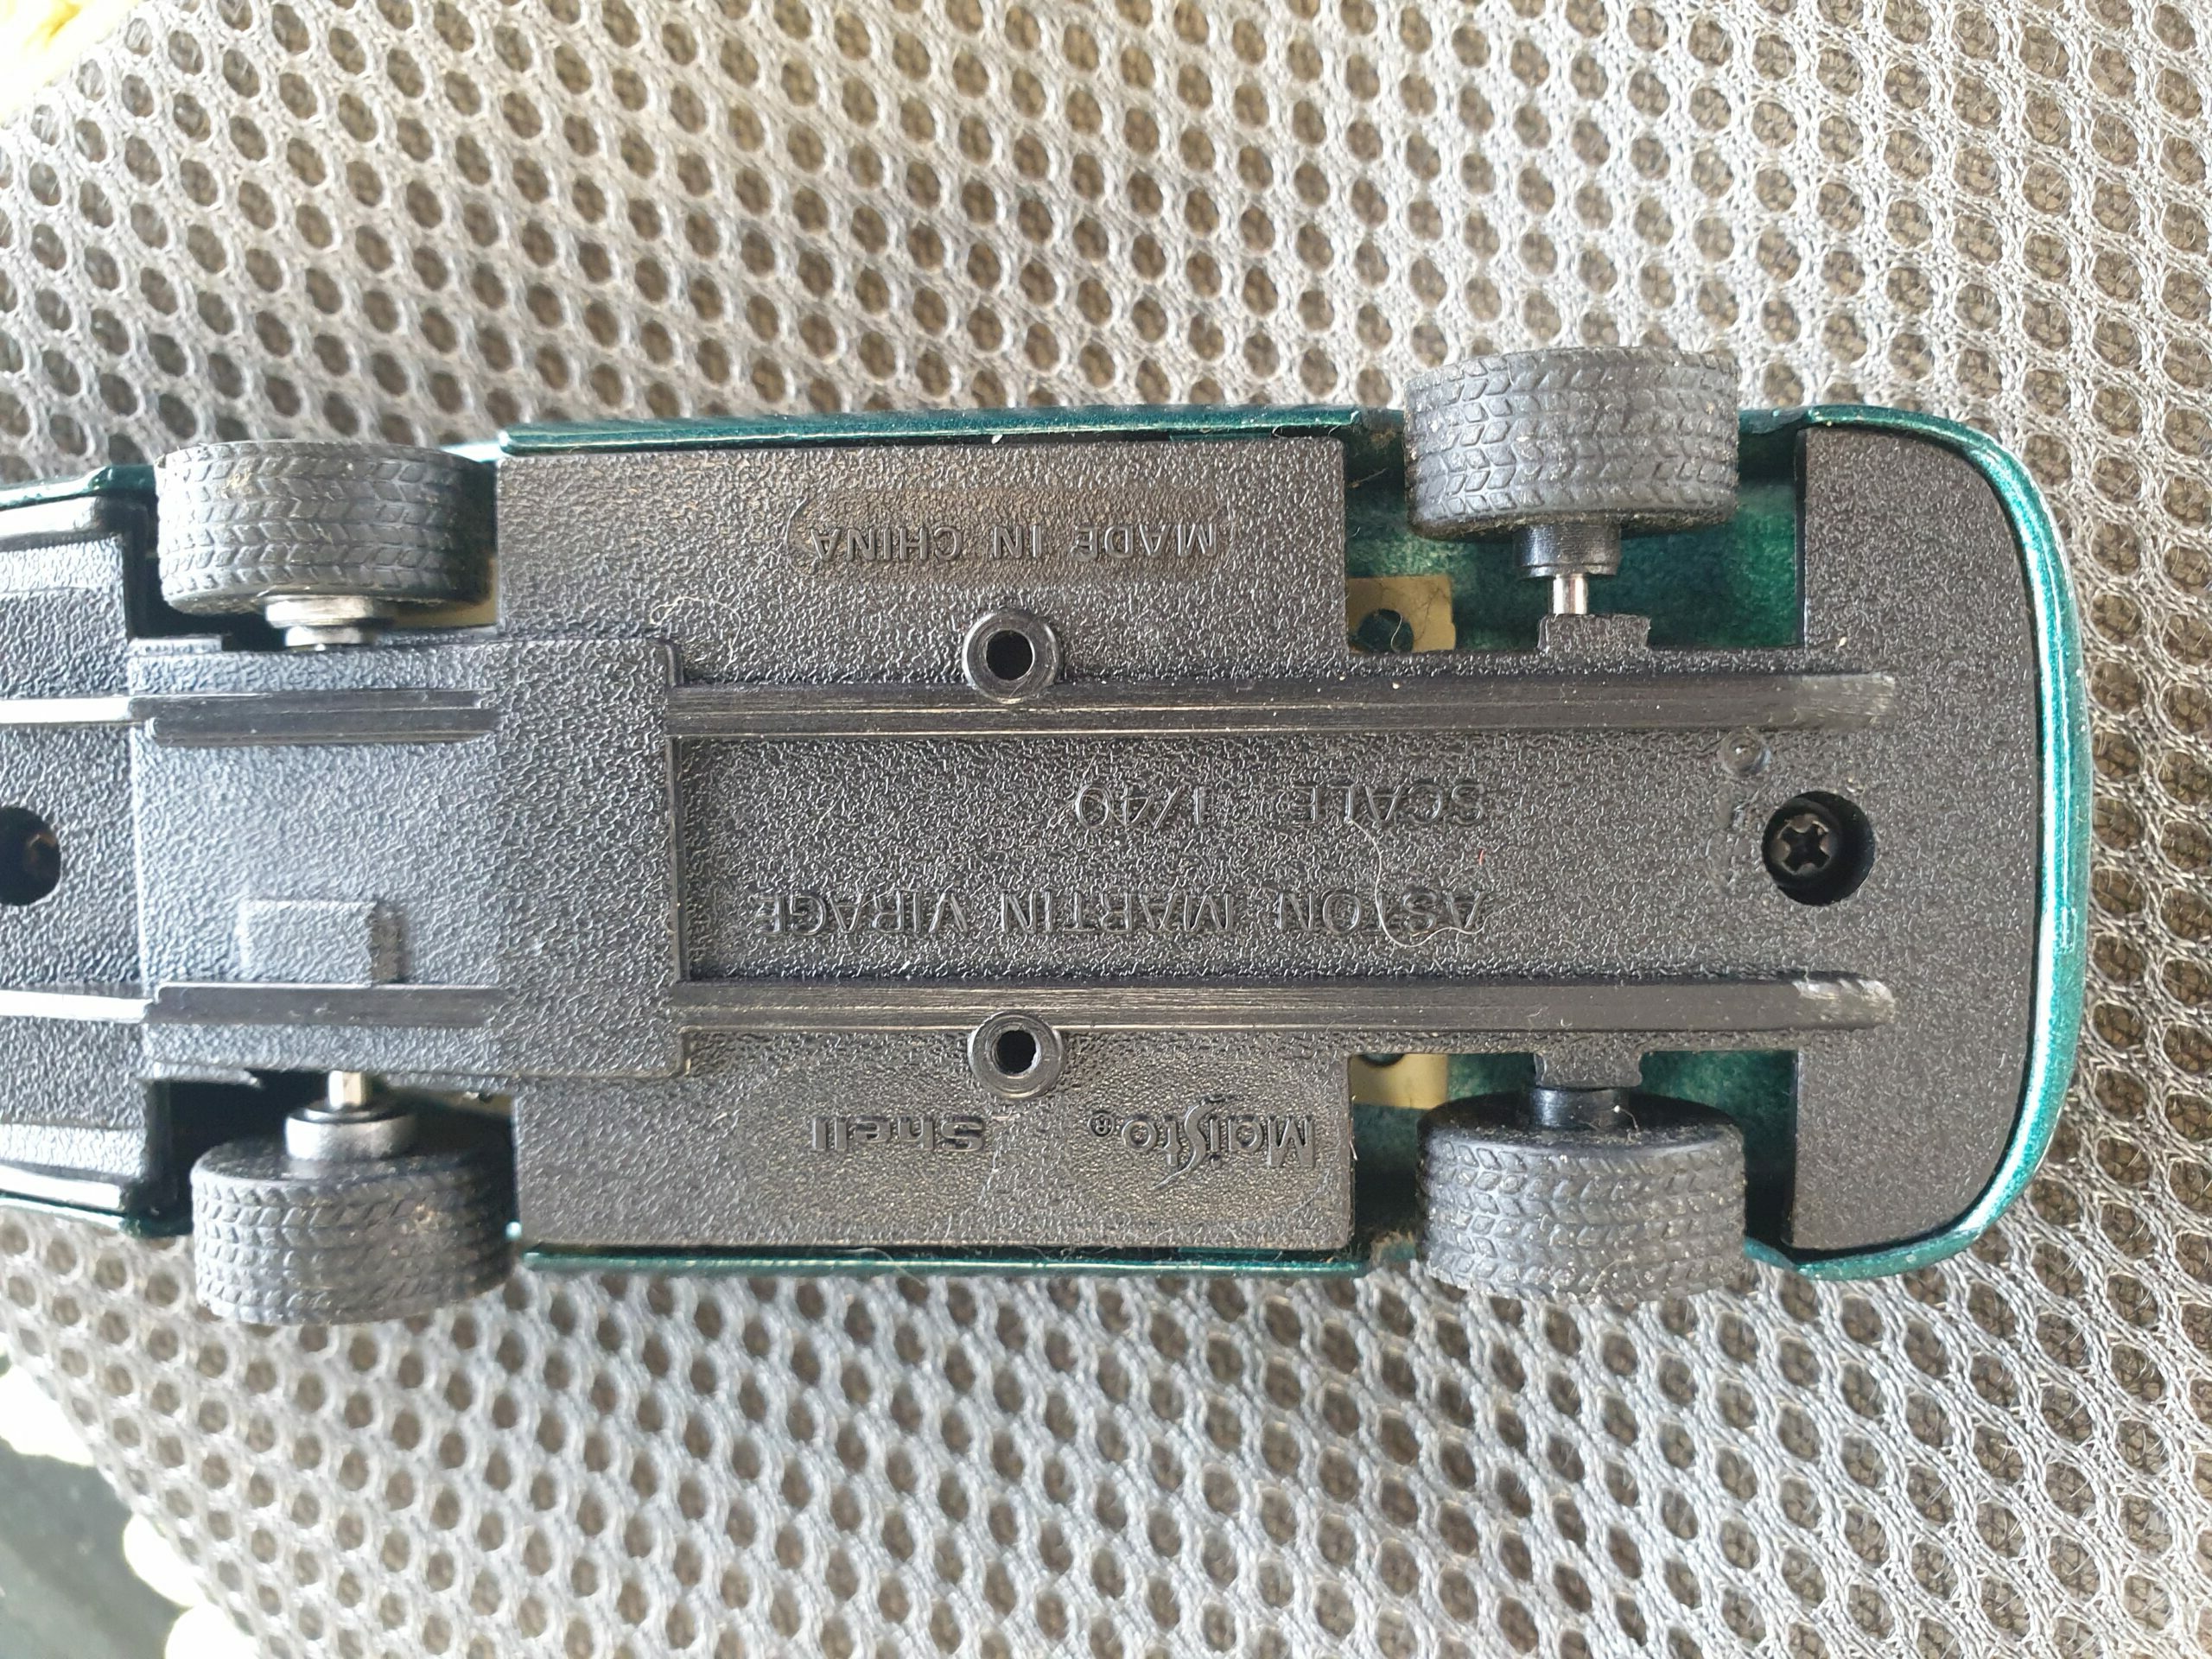 Maisto® Shell
ASTON MARTIN VIRAGE
SCALE 1/40
MADE IN CHINA